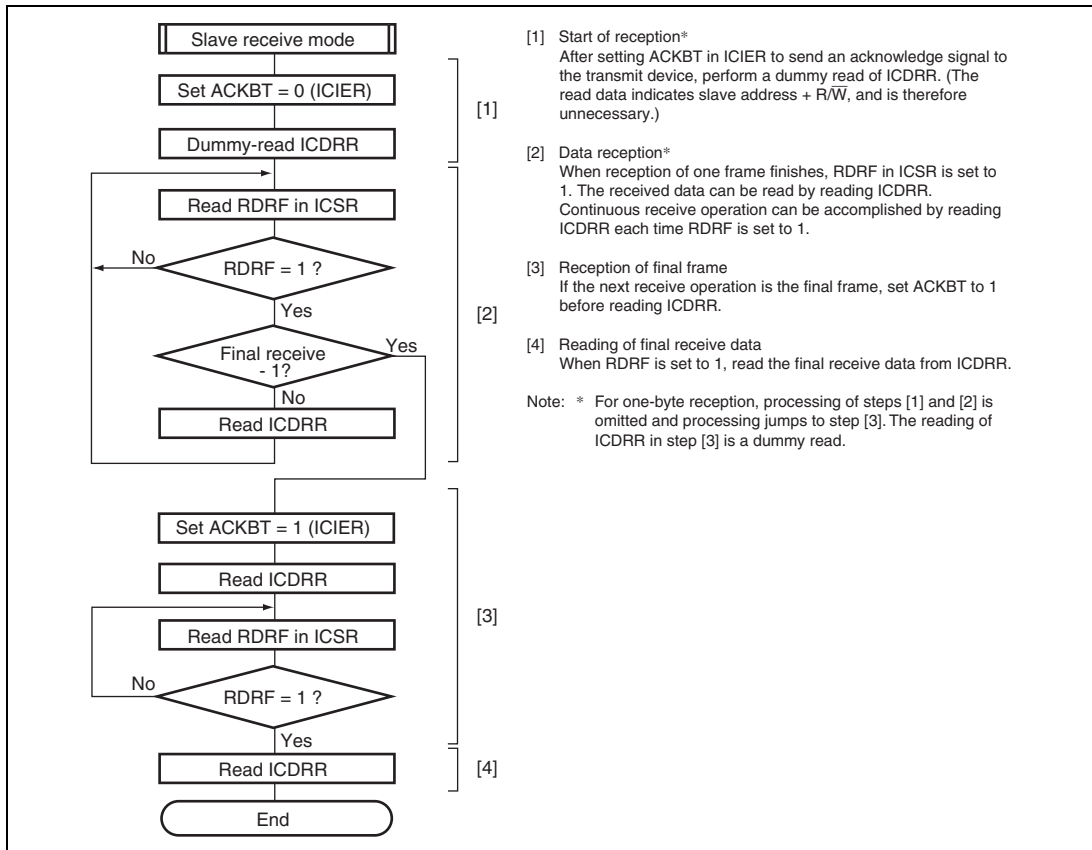 Slave receive mode
Set ACKBT = 0 (ICIER)
[1]
Dummy-read ICDRR
Read RDRF in ICSR
No
RDRF = 1 ?
Yes
[2]
Final receive
- 1?
Yes
No
Read ICDRR
Set ACKBT = 1 (ICIER)
Read ICDRR
[3]
Read RDRF in ICSR
No
RDRF = 1 ?
Yes
Read ICDRR
[4]
End
[1] Start of reception*
After setting ACKBT in ICIER to send an acknowledge signal to
the transmit device, perform a dummy read of ICDRR. (The
read data indicates slave address + R/W̅, and is therefore
unnecessary.)
[2] Data reception*
When reception of one frame finishes, RDRF in ICSR is set to
1. The received data can be read by reading ICDRR.
Continuous receive operation can be accomplished by reading
ICDRR each time RDRF is set to 1.
[3] Reception of final frame
If the next receive operation is the final frame, set ACKBT to 1
before reading ICDRR.
[4] Reading of final receive data
When RDRF is set to 1, read the final receive data from ICDRR.
Note: * For one-byte reception, processing of steps [1] and [2] is
omitted and processing jumps to step [3]. The reading of
ICDRR in step [3] is a dummy read.